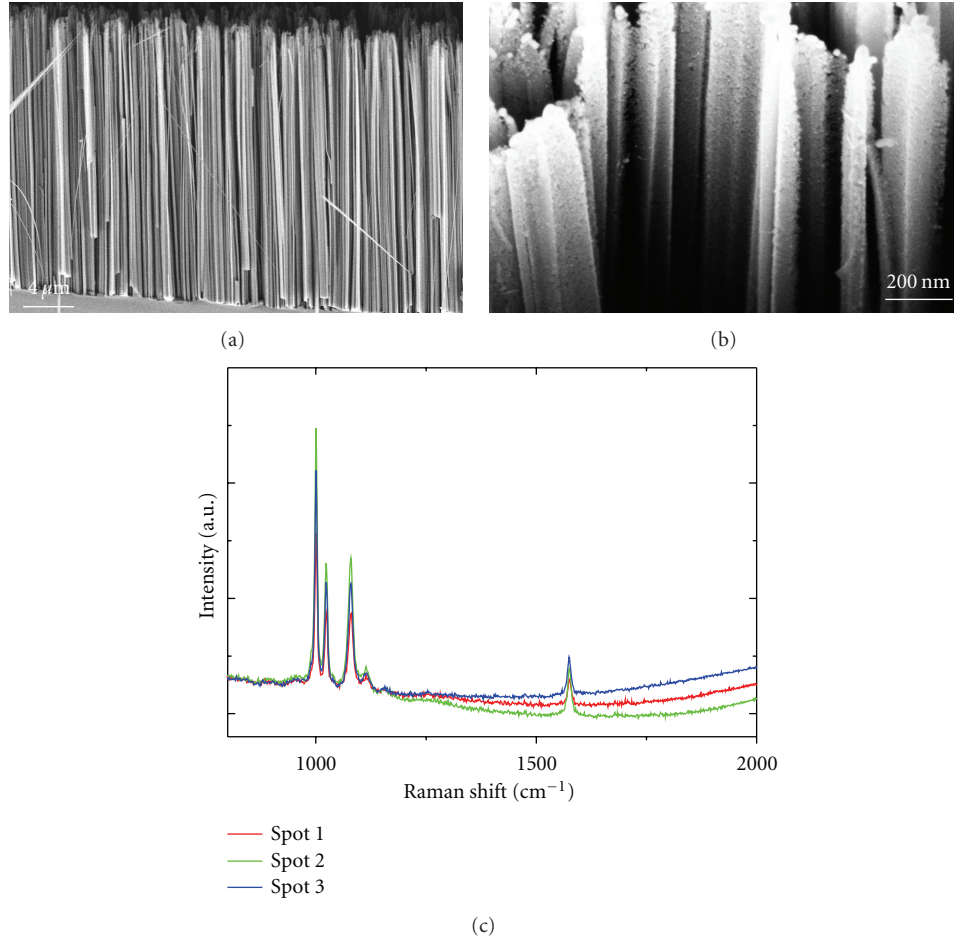 4 μm
200 nm
(a)
(b)
Intensity (a.u.)
1000
1500
2000
Raman shift (cm⁻¹)
Spot 1
Spot 2
Spot 3
(c)